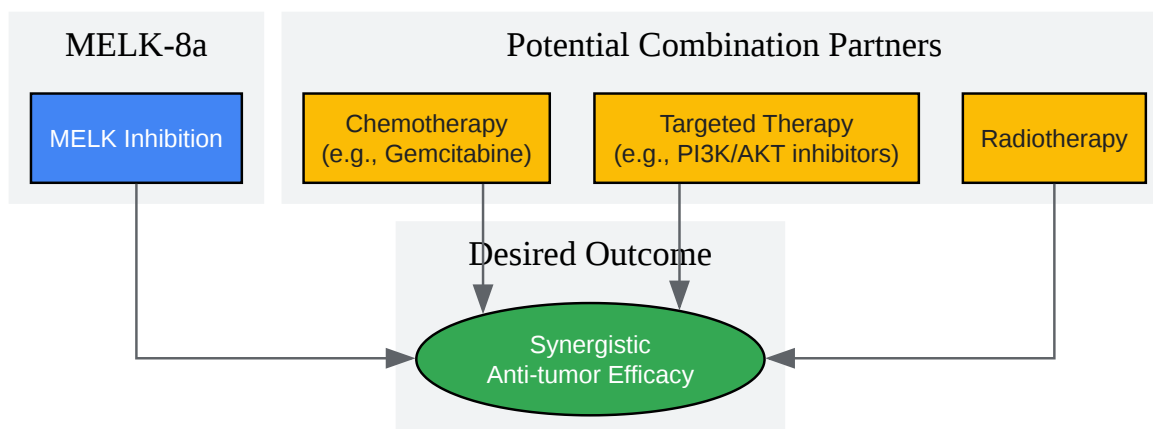 MELK-8a
Potential Combination Partners
MELK Inhibition
Chemotherapy
(e.g., Gemcitabine)
Targeted Therapy
(e.g., PI3K/AKT inhibitors)
Radiotherapy
Desired Outcome
Synergistic
Anti-tumor Efficacy